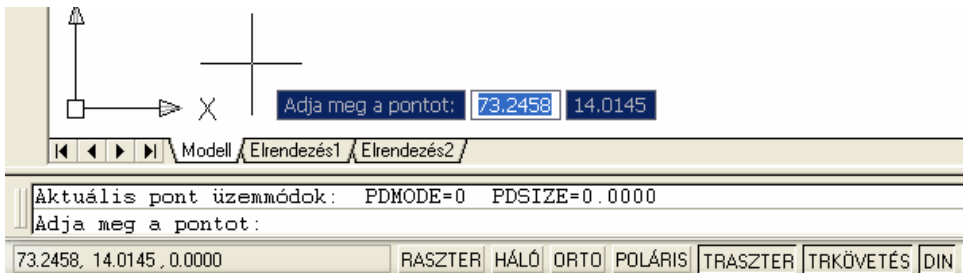 X
Adja meg a pontot: 73.2458 14.0145
Modell Elrendezés1 Elrendezés2
Aktuális pont üzemmódok: PDMODE=0 PDSIZE=0.0000
Adja meg a pontot:
73.2458, 14.0145 , 0.0000 RASZTER HÁLÓ ORTO POLÁRIS TRASZTER TRKÖVETÉS DIN